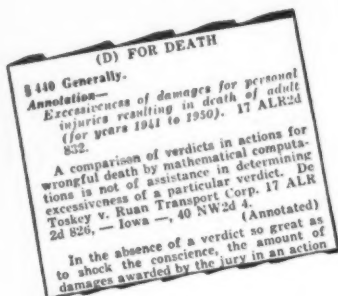 (D) FOR DEATH
§ 440 Generally.
Annotation—
Excessiveness of damages for personal
injuries resulting in death of adult
(for years 1941 to 1950). 17 ALR2d
832.
A comparison of verdicts in actions for
wrongful death by mathematical computa-
tions is not of assistance in determining
excessiveness of a particular verdict. De
Toskey v. Ruan Transport Corp. 17 ALR
2d 826, — Iowa —, 40 NW2d 4.
(Annotated)
In the absence of a verdict so great as
to shock the conscience, the amount of
damages awarded by the jury in an action